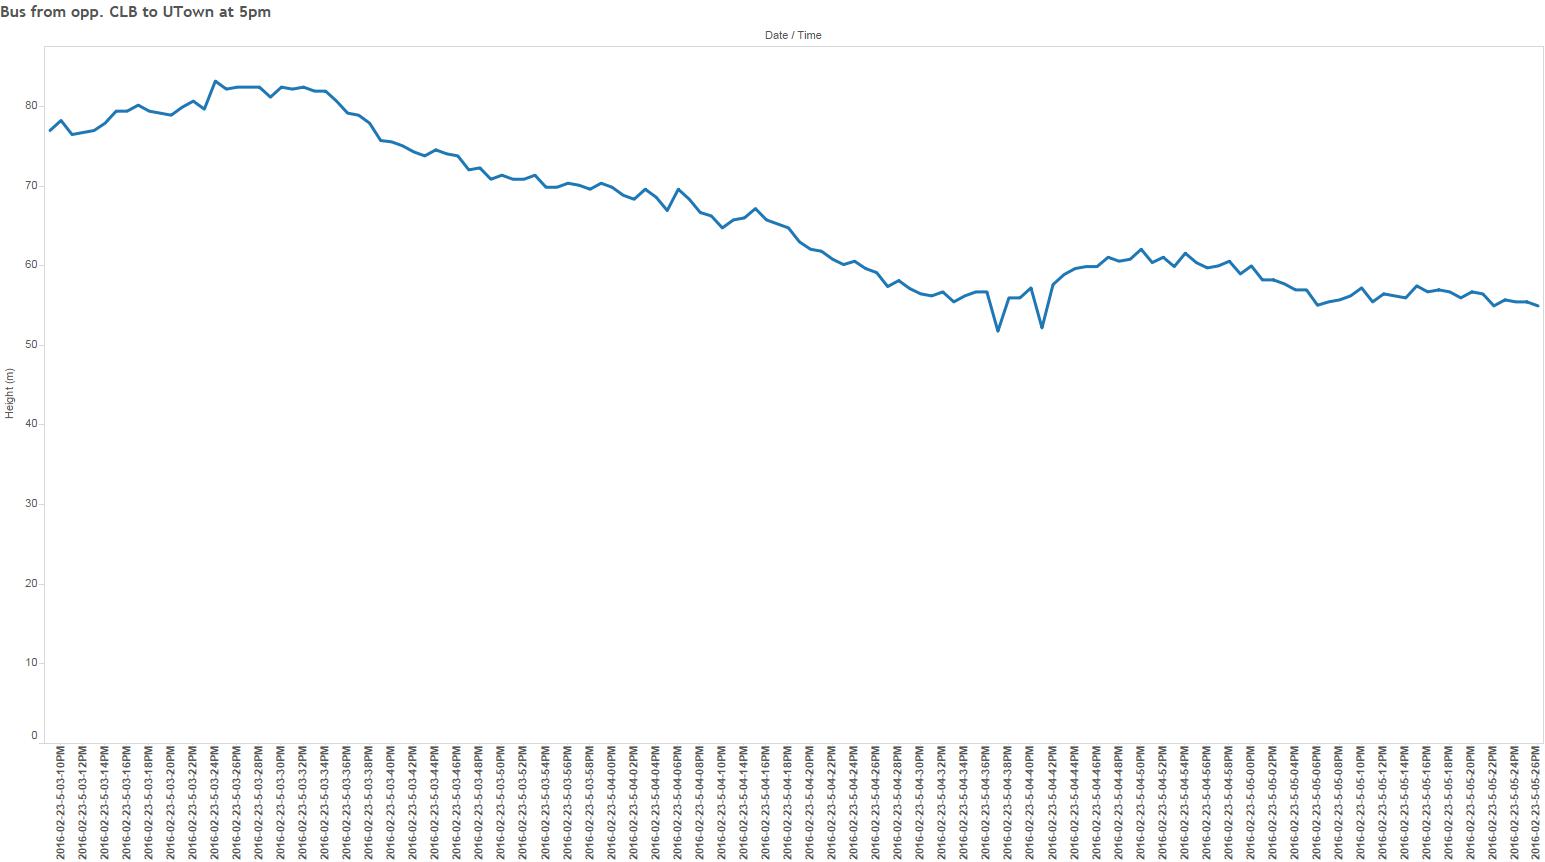 Bus from opp. CLB to UTown at 5pm
Date / Time
80
70
60
50
40
30
20
10
0
Height (m)
2016-02-23-5-03-10PM
2016-02-23-5-03-12PM
2016-02-23-5-03-14PM
2016-02-23-5-03-16PM
2016-02-23-5-03-18PM
2016-02-23-5-03-20PM
2016-02-23-5-03-22PM
2016-02-23-5-03-24PM
2016-02-23-5-03-26PM
2016-02-23-5-03-28PM
2016-02-23-5-03-30PM
2016-02-23-5-03-32PM
2016-02-23-5-03-34PM
2016-02-23-5-03-36PM
2016-02-23-5-03-38PM
2016-02-23-5-03-40PM
2016-02-23-5-03-42PM
2016-02-23-5-03-44PM
2016-02-23-5-03-46PM
2016-02-23-5-03-48PM
2016-02-23-5-03-50PM
2016-02-23-5-03-52PM
2016-02-23-5-03-54PM
2016-02-23-5-03-56PM
2016-02-23-5-03-58PM
2016-02-23-5-04-00PM
2016-02-23-5-04-02PM
2016-02-23-5-04-04PM
2016-02-23-5-04-06PM
2016-02-23-5-04-08PM
2016-02-23-5-04-10PM
2016-02-23-5-04-14PM
2016-02-23-5-04-16PM
2016-02-23-5-04-18PM
2016-02-23-5-04-20PM
2016-02-23-5-04-22PM
2016-02-23-5-04-24PM
2016-02-23-5-04-26PM
2016-02-23-5-04-28PM
2016-02-23-5-04-30PM
2016-02-23-5-04-32PM
2016-02-23-5-04-34PM
2016-02-23-5-04-36PM
2016-02-23-5-04-38PM
2016-02-23-5-04-40PM
2016-02-23-5-04-42PM
2016-02-23-5-04-44PM
2016-02-23-5-04-46PM
2016-02-23-5-04-48PM
2016-02-23-5-04-50PM
2016-02-23-5-04-52PM
2016-02-23-5-04-54PM
2016-02-23-5-04-56PM
2016-02-23-5-04-58PM
2016-02-23-5-05-00PM
2016-02-23-5-05-02PM
2016-02-23-5-05-04PM
2016-02-23-5-05-06PM
2016-02-23-5-05-08PM
2016-02-23-5-05-10PM
2016-02-23-5-05-12PM
2016-02-23-5-05-14PM
2016-02-23-5-05-16PM
2016-02-23-5-05-18PM
2016-02-23-5-05-20PM
2016-02-23-5-05-22PM
2016-02-23-5-05-24PM
2016-02-23-5-05-26PM